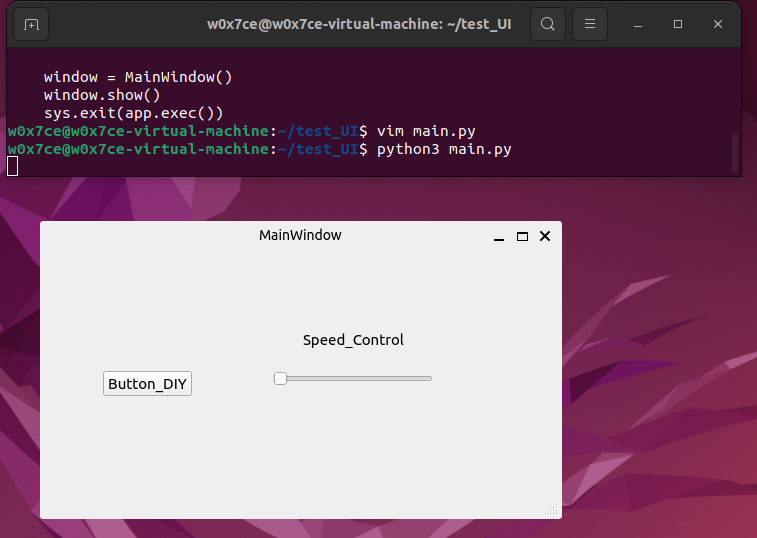 w0x7ce@w0x7ce-virtual-machine: ~/test_UI
window = MainWindow()
window.show()
sys.exit(app.exec())
w0x7ce@w0x7ce-virtual-machine:~/test_UI$ vim main.py
w0x7ce@w0x7ce-virtual-machine:~/test_UI$ python3 main.py
MainWindow
Speed_Control
Button_DIY